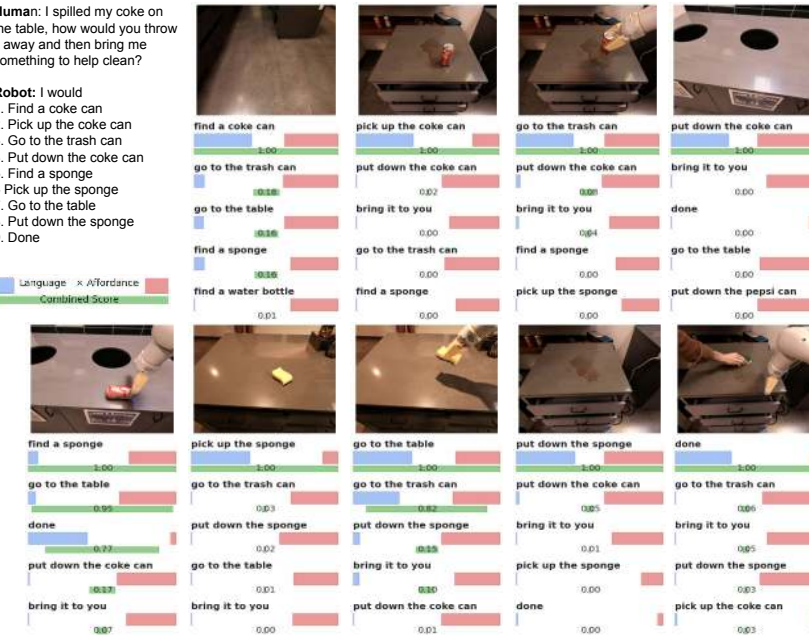 Human: I spilled my coke on
the table, how would you throw
away and then bring me
something to help clean?
Robot: I would
. Find a coke can
. Pick up the coke can
. Go to the trash can
. Put down the coke can
. Find a sponge
Pick up the sponge
. Go to the table
. Put down the sponge
. Done
Language × Affordance
Combined Score
find a coke can
1.00
go to the trash can
0.18
go to the table
0.16
find a sponge
0.16
find a water bottle
0.01
pick up the coke can
1.00
put down the coke can
0.02
bring it to you
0.00
go to the trash can
0.00
find a sponge
0.00
go to the trash can
1.00
put down the coke can
0.08
bring it to you
0.04
find a sponge
0.00
pick up the sponge
0.00
put down the coke can
1.00
bring it to you
0.00
done
0.00
go to the table
0.00
put down the pepsi can
0.00
find a sponge
1.00
go to the table
0.95
done
0.77
put down the coke can
0.17
bring it to you
0.07
pick up the sponge
1.00
go to the trash can
0.03
put down the sponge
0.02
go to the table
0.01
bring it to you
0.00
go to the table
1.00
go to the trash can
0.82
put down the sponge
0.15
bring it to you
0.10
put down the coke can
0.01
put down the sponge
1.00
put down the coke can
0.05
bring it to you
0.01
pick up the sponge
0.00
done
0.00
done
1.00
go to the trash can
0.06
bring it to you
0.05
put down the sponge
0.03
pick up the coke can
0.03